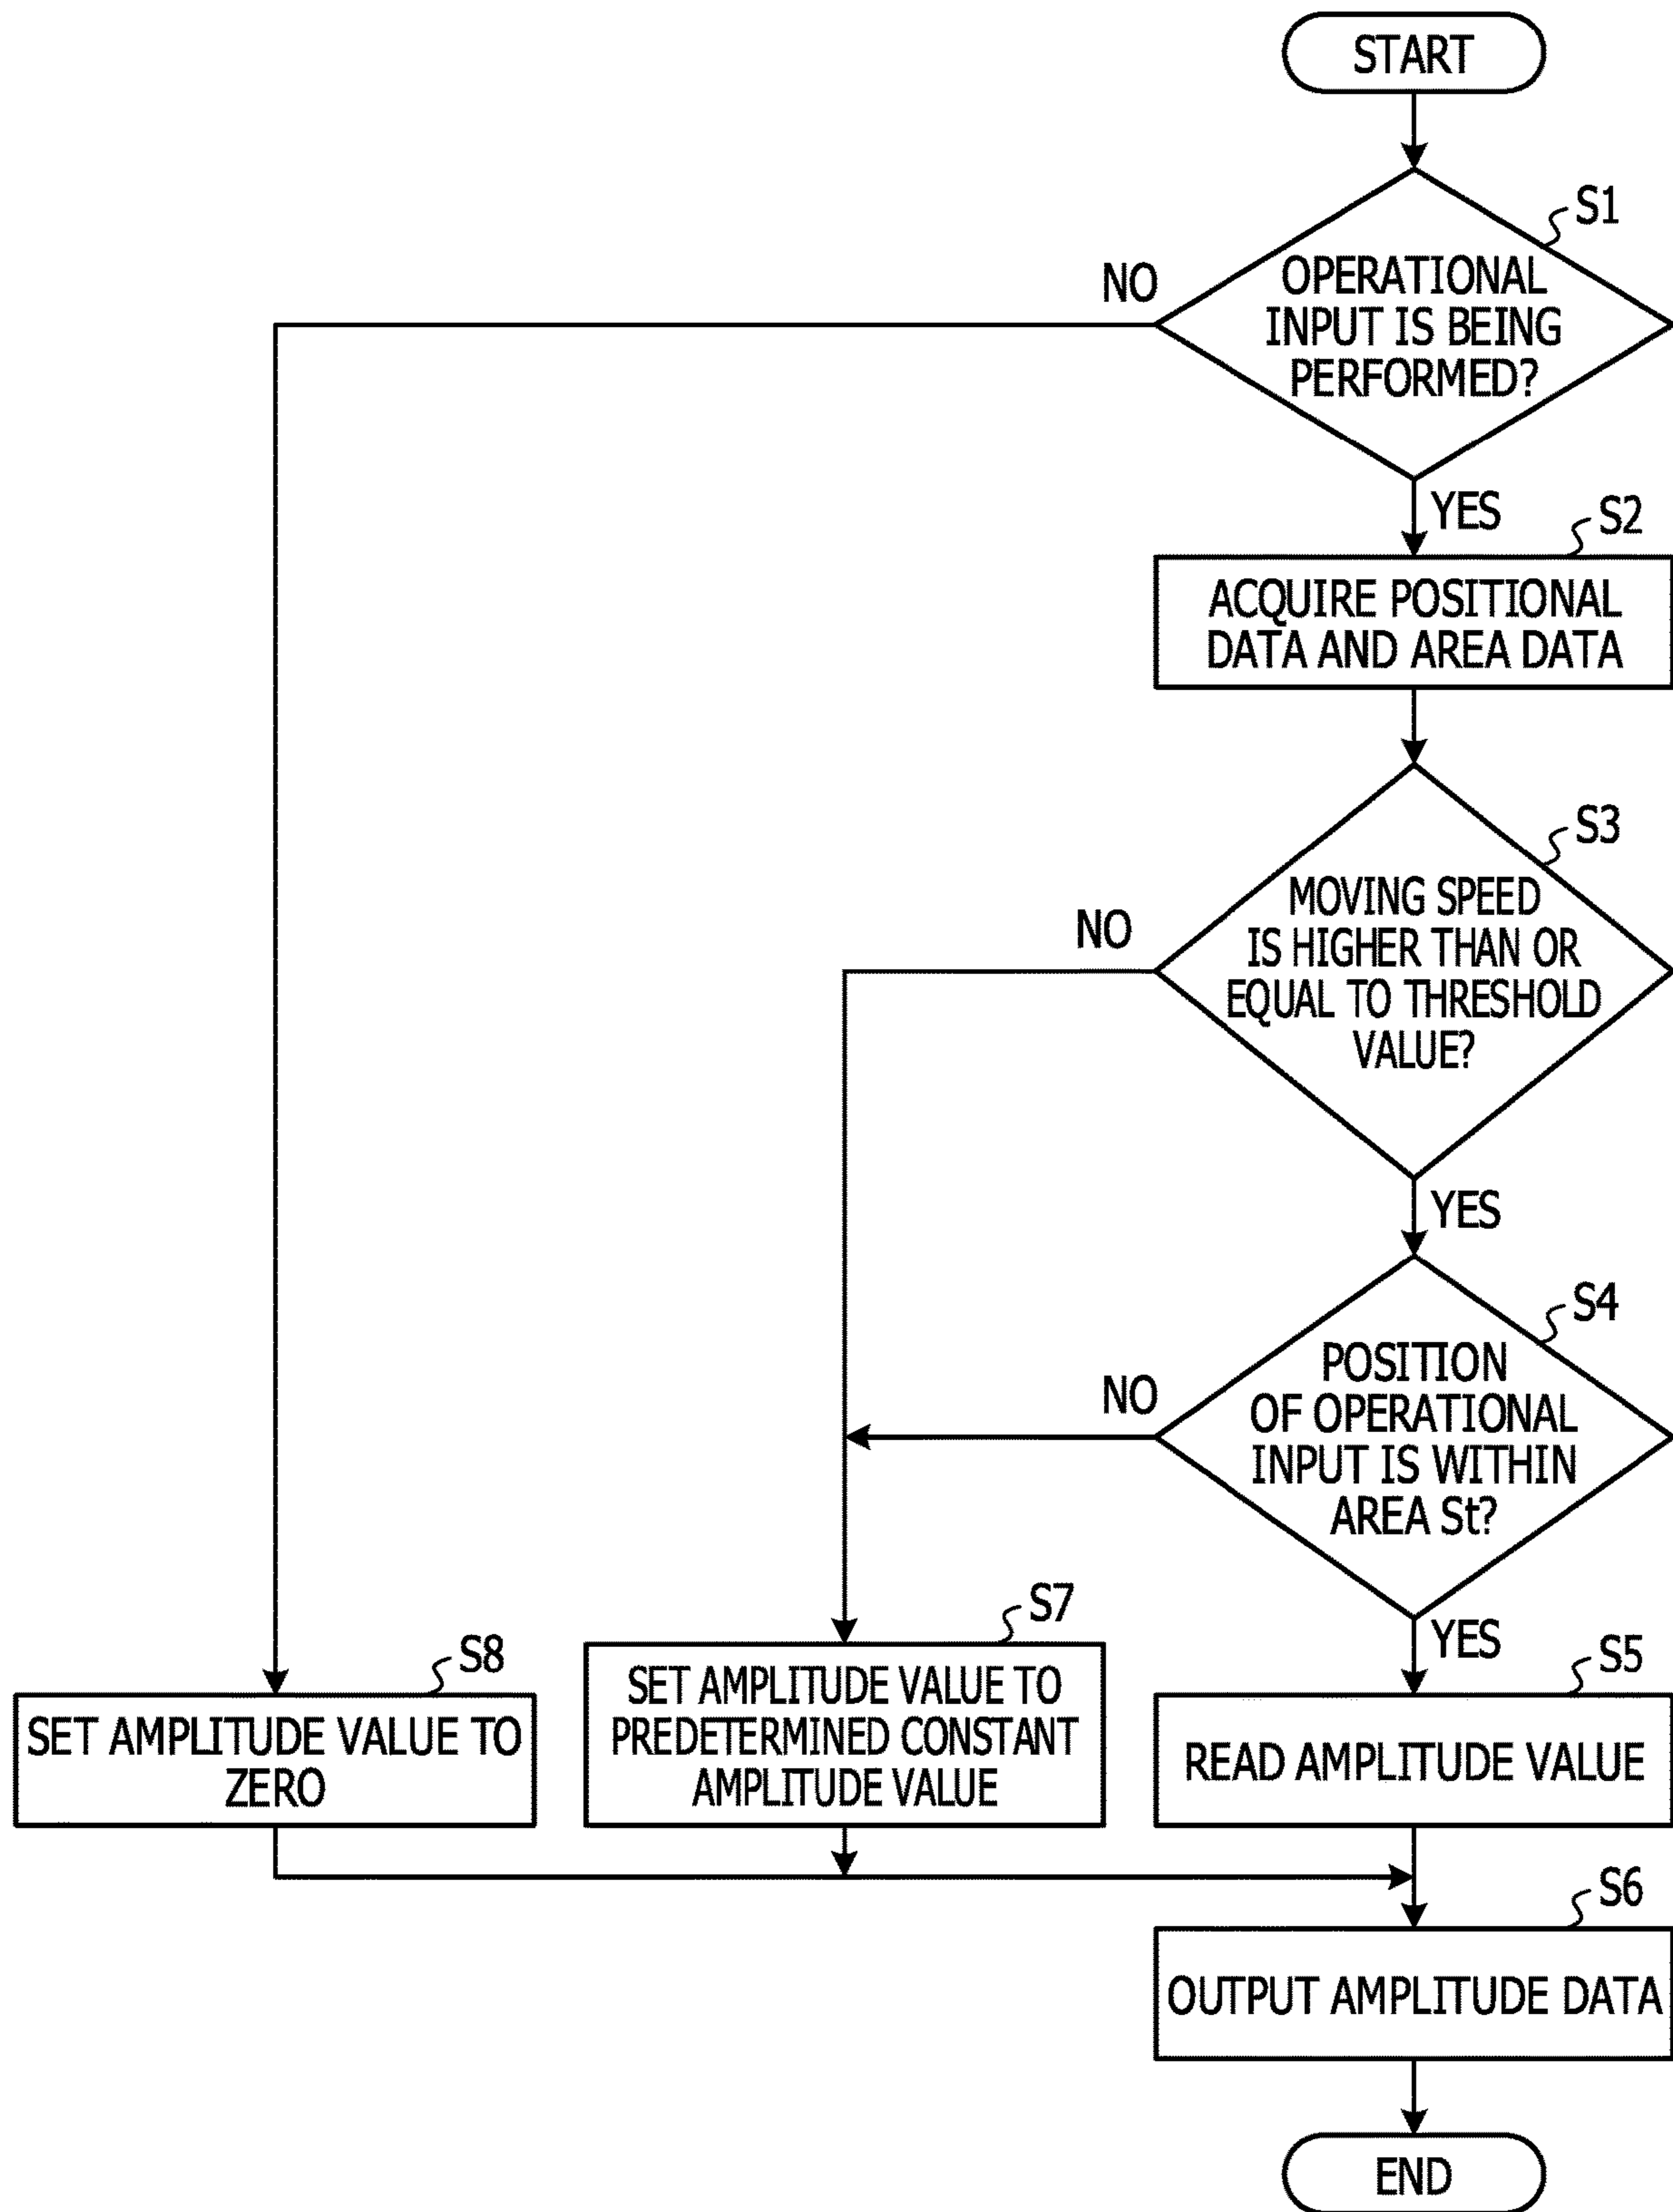 START
S1
NO
OPERATIONAL
INPUT IS BEING
PERFORMED?
YES
S2
ACQUIRE POSITIONAL
DATA AND AREA DATA
S3
NO
MOVING SPEED
IS HIGHER THAN OR
EQUAL TO THRESHOLD
VALUE?
YES
S4
NO
POSITION
OF OPERATIONAL
INPUT IS WITHIN
AREA St?
YES
S8
SET AMPLITUDE VALUE TO
ZERO
S7
SET AMPLITUDE VALUE TO
PREDETERMINED CONSTANT
AMPLITUDE VALUE
S5
READ AMPLITUDE VALUE
S6
OUTPUT AMPLITUDE DATA
END